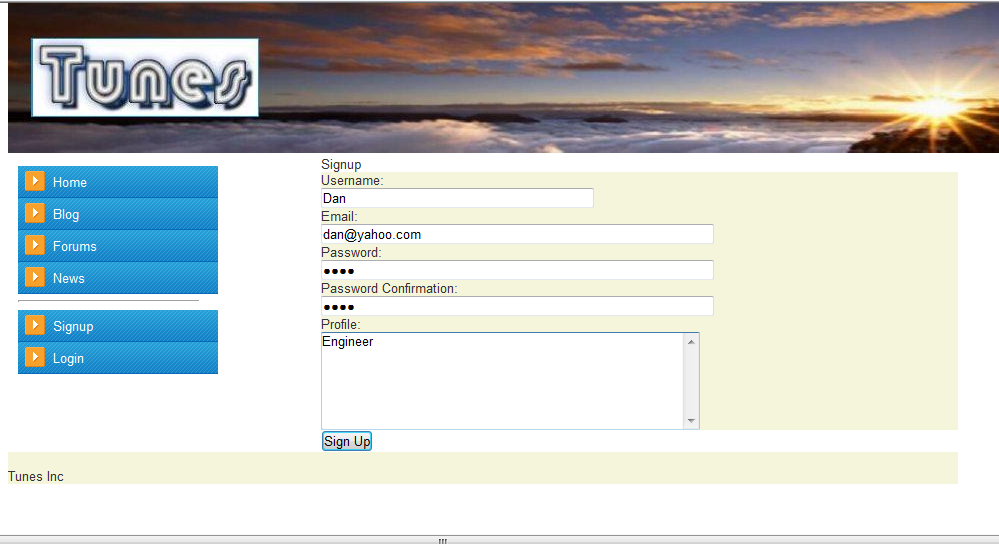 Tunes
Home
Blog
Forums
News
Signup
Login
Signup
Username:
Dan
Email:
dan@yahoo.com
Password:
••••
Password Confirmation:
••••
Profile:
Engineer
Sign Up
Tunes Inc